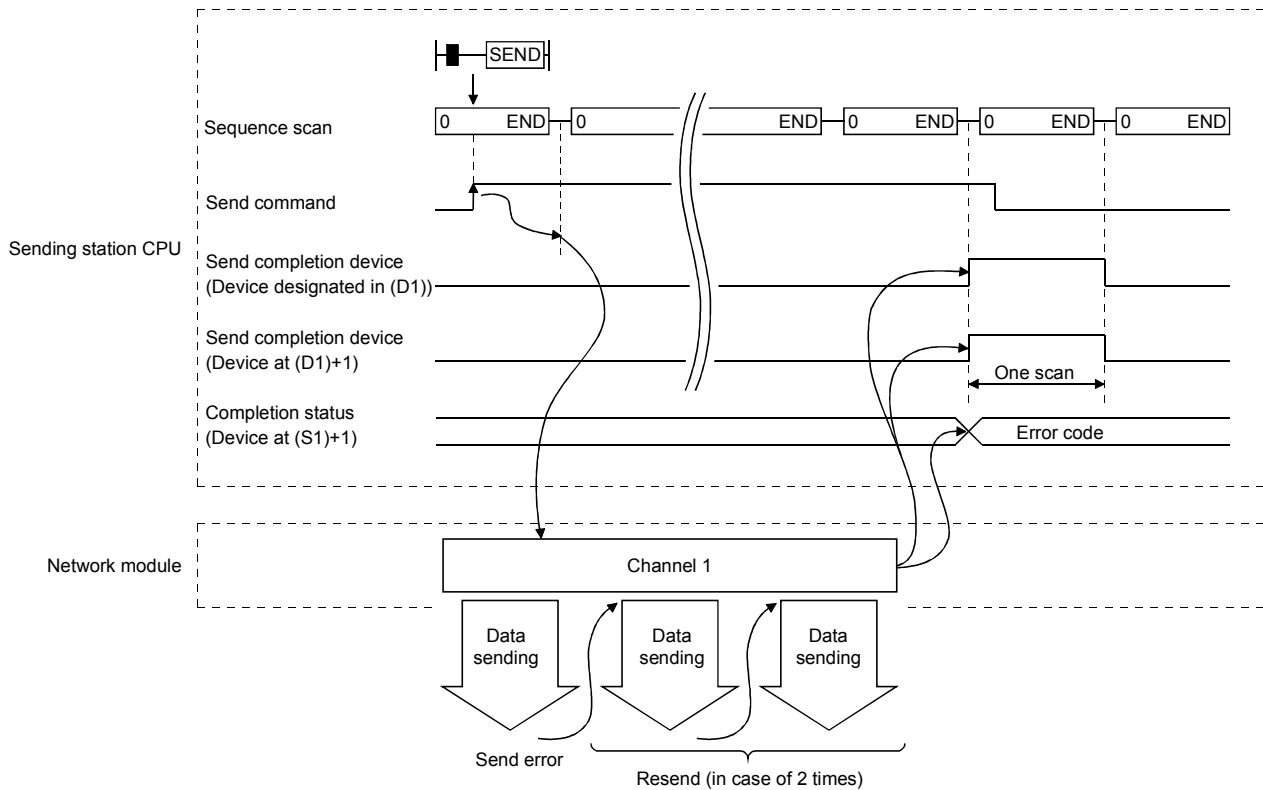 SEND
Sequence scan
0 END 0 END 0 END 0 END 0 END
Send command
Sending station CPU
Send completion device
(Device designated in (D1))
Send completion device
(Device at (D1)+1)
One scan
Completion status
(Device at (S1)+1)
Error code
Network module
Channel 1
Data
sending
Data
sending
Data
sending
Send error
Resend (in case of 2 times)